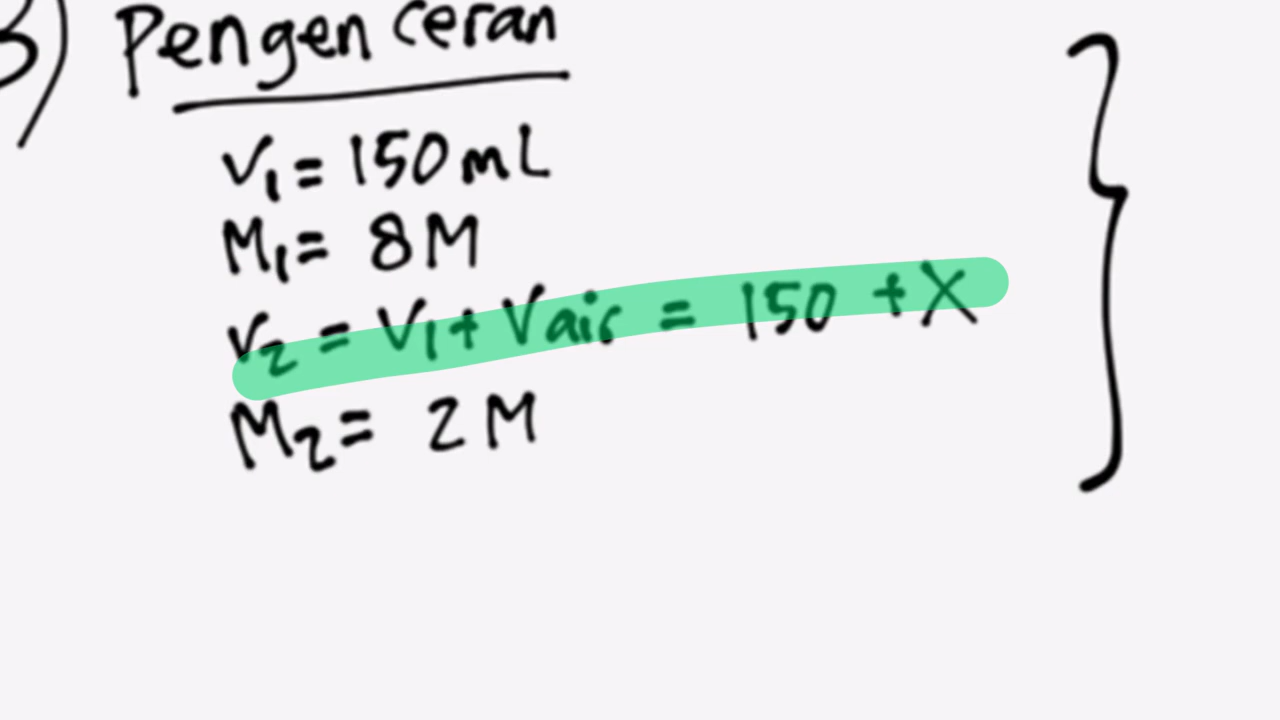 3) Pengenceran
V₁ = 150 mL
M₁ = 8 M
V₂ = V₁ + Vair = 150 + X
M₂ = 2 M